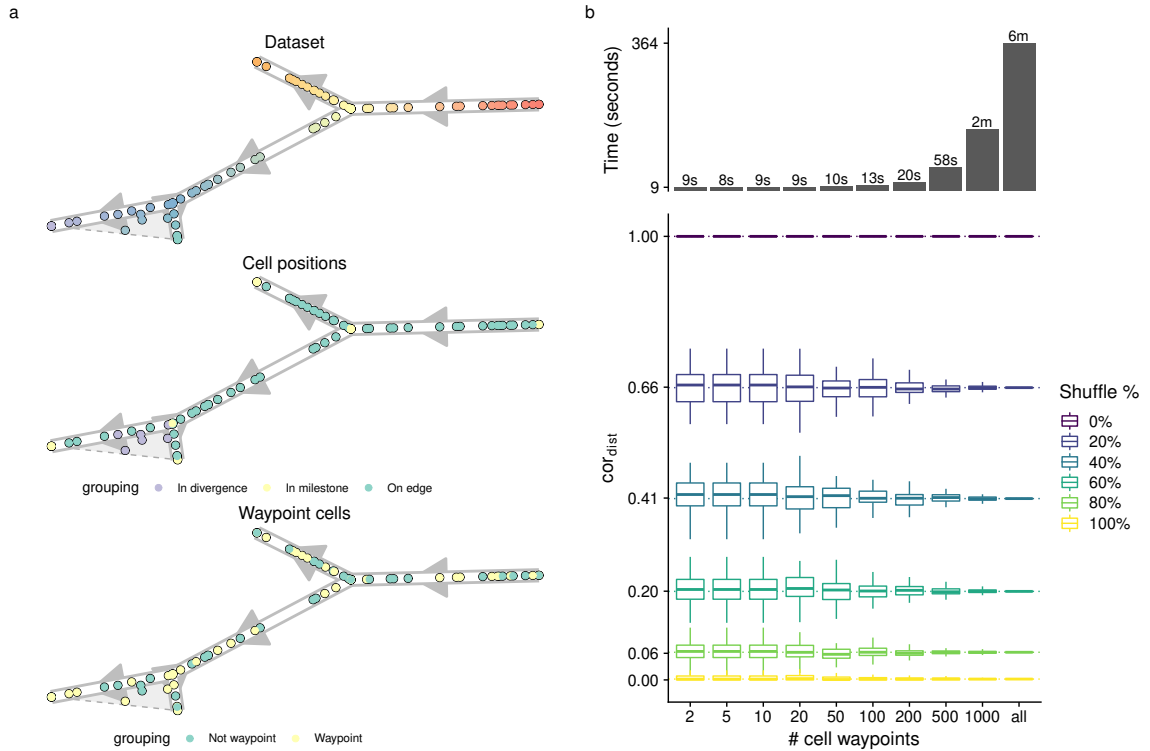 a
Dataset
Cell positions
grouping In divergence In milestone On edge
Waypoint cells
grouping Not waypoint Waypoint
b
Time (seconds)
364
9
9s 8s 9s 9s 10s 13s 20s 58s 2m 6m
cor_dist
1.00
0.66
0.41
0.20
0.06
0.00
2 5 10 20 50 100 200 500 1000 all
# cell waypoints
Shuffle %
0%
20%
40%
60%
80%
100%